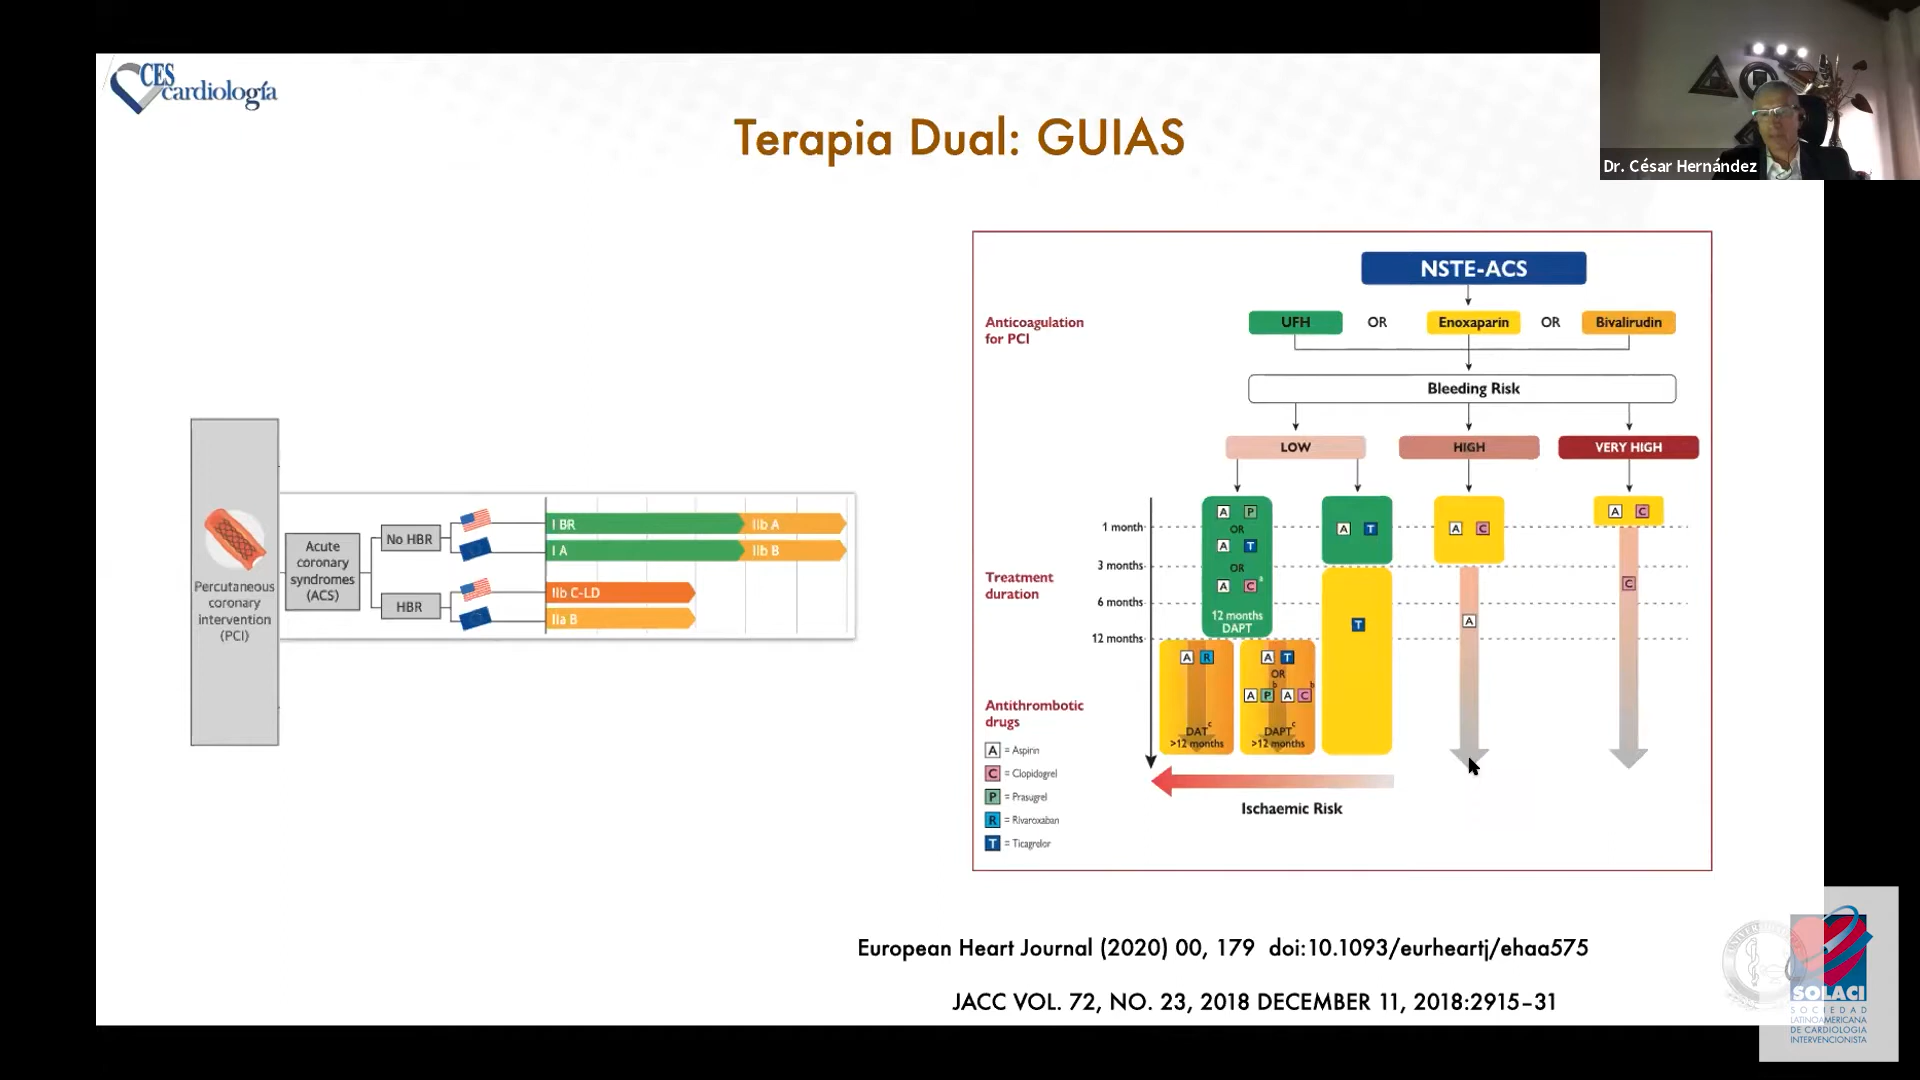 CES
cardiología
Terapia Dual: GUIAS
Dr. César Hernández
Percutaneous
coronary
intervention
(PCI)
Acute
coronary
syndromes
(ACS)
No HBR
HBR
I BR
IIb A
I A
IIb B
IIb C-LD
IIa B
NSTE-ACS
Anticoagulation
for PCI
UFH
OR
Enoxaparin
OR
Bivalirudin
Bleeding Risk
LOW
HIGH
VERY HIGH
Treatment
duration
1 month
3 months
6 months
12 months
A P
OR
A T
OR
A C a
12 months
DAPT
A T
T
A C
A
A C
C
A R
DAT c
>12 months
A T
OR
A P b A C b
DAPT c
>12 months
Ischaemic Risk
Antithrombotic
drugs
A = Aspirin
C = Clopidogrel
P = Prasugrel
R = Rivaroxaban
T = Ticagrelor
European Heart Journal (2020) 00, 179 doi:10.1093/eurheartj/ehaa575
JACC VOL. 72, NO. 23, 2018 DECEMBER 11, 2018:2915–31
SOLACI
SOCIEDAD
LATINOAMERICANA
DE CARDIOLOGIA
INTERVENCIONISTA